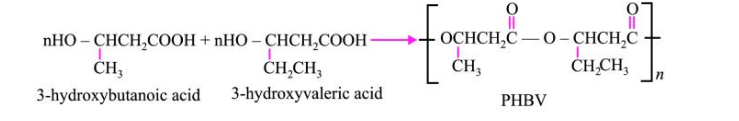 O O
nHO – CHCH₂COOH + nHO – CHCH₂COOH → [ OCHCH₂C — O – CHCH₂C ]n
CH₃ CH₂CH₃ CH₃ CH₂CH₃
3-hydroxybutanoic acid 3-hydroxyvaleric acid PHBV